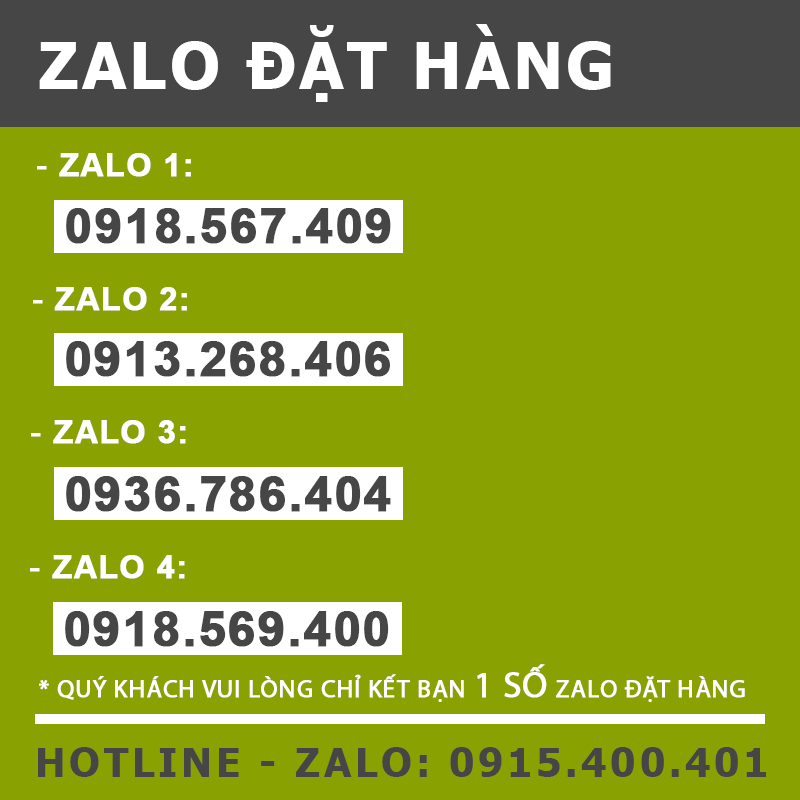 ZALO ĐẶT HÀNG
- ZALO 1:
0918.567.409
- ZALO 2:
0913.268.406
- ZALO 3:
0936.786.404
- ZALO 4:
0918.569.400
* QUÝ KHÁCH VUI LÒNG CHỈ KẾT BẠN 1 SỐ ZALO ĐẶT HÀNG
HOTLINE - ZALO: 0915.400.401